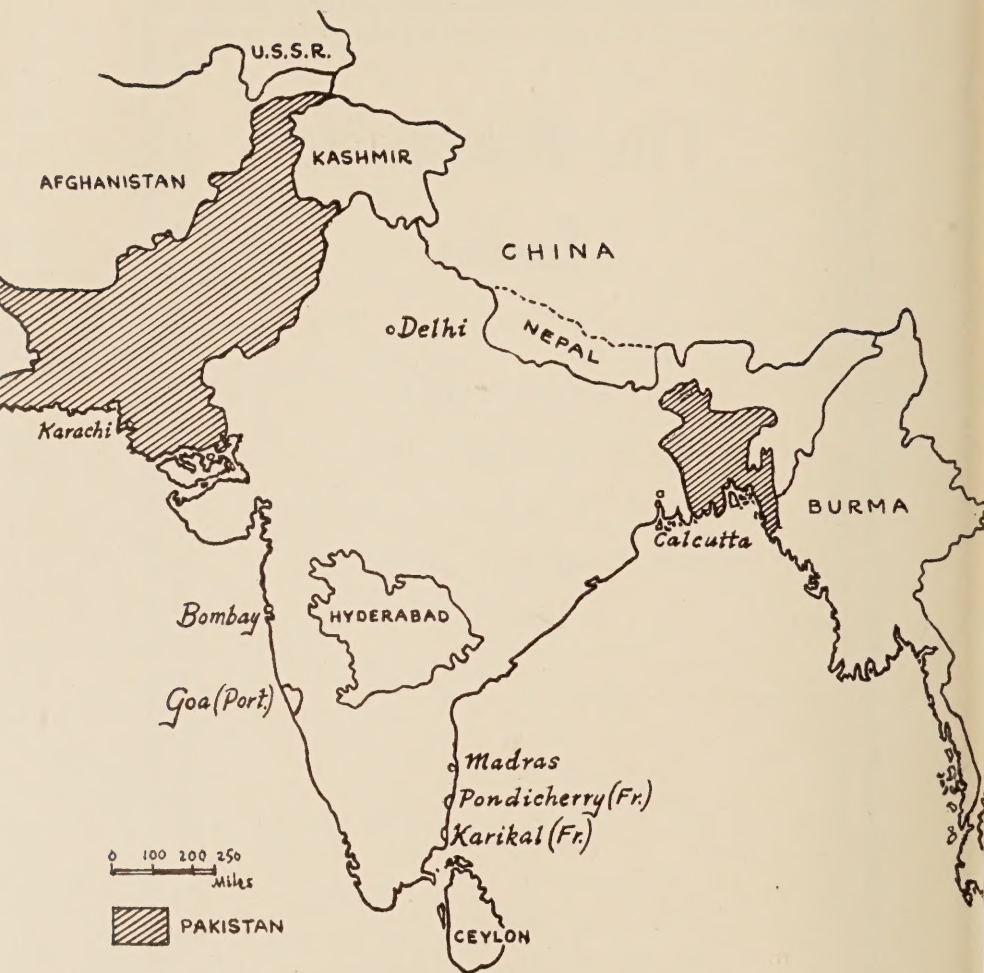 U.S.S.R.
KASHMIR
AFGHANISTAN
CHINA
Delhi
NEPAL
Karachi
BURMA
Calcutta
Bombay
HYDERABAD
Goa (Port.)
Madras
Pondicherry (Fr.)
Karikal (Fr.)
0 100 200 250
Miles
PAKISTAN
CEYLON